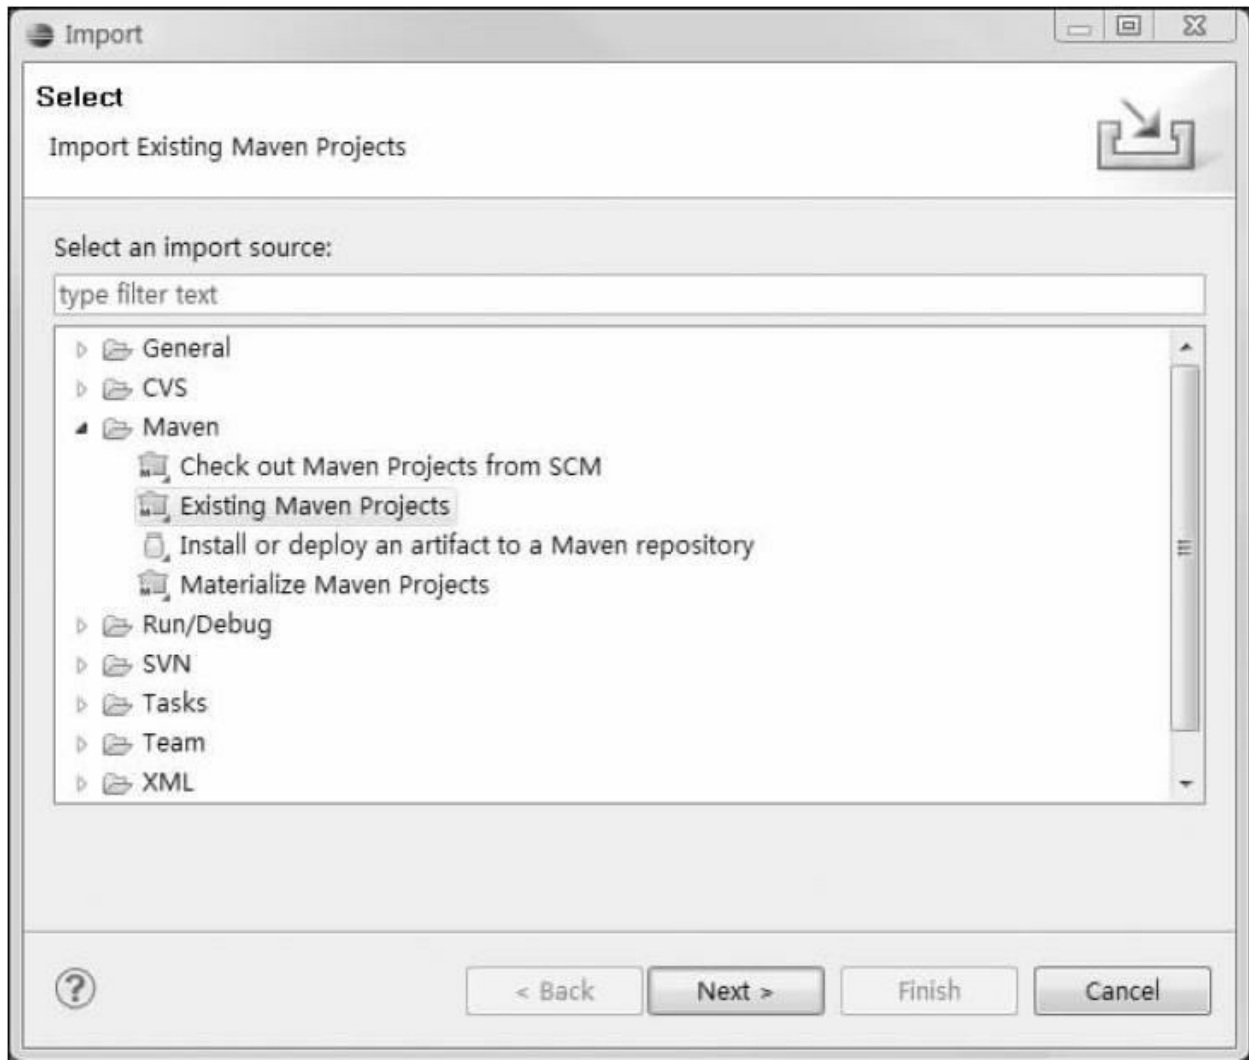 Import
Select
Import Existing Maven Projects
Select an import source:
type filter text
General
CVS
Maven
Check out Maven Projects from SCM
Existing Maven Projects
Install or deploy an artifact to a Maven repository
Materialize Maven Projects
Run/Debug
SVN
Tasks
Team
XML
?
< Back
Next >
Finish
Cancel